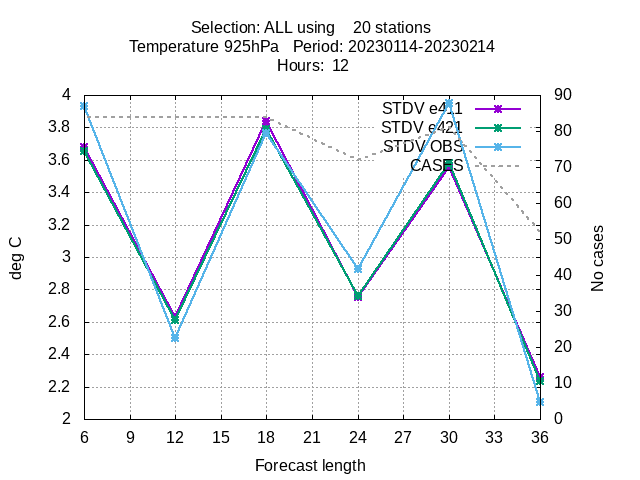 Selection: ALL using 20 stations
Temperature 925hPa Period: 20230114-20230214
Hours: 12
4
3.8
3.6
3.4
3.2
3
2.8
2.6
2.4
2.2
2
deg C
90
80
70
60
50
40
30
20
10
0
No cases
STDV e411
STDV e421
STDV OBS
CASES
6 9 12 15 18 21 24 27 30 33 36
Forecast length